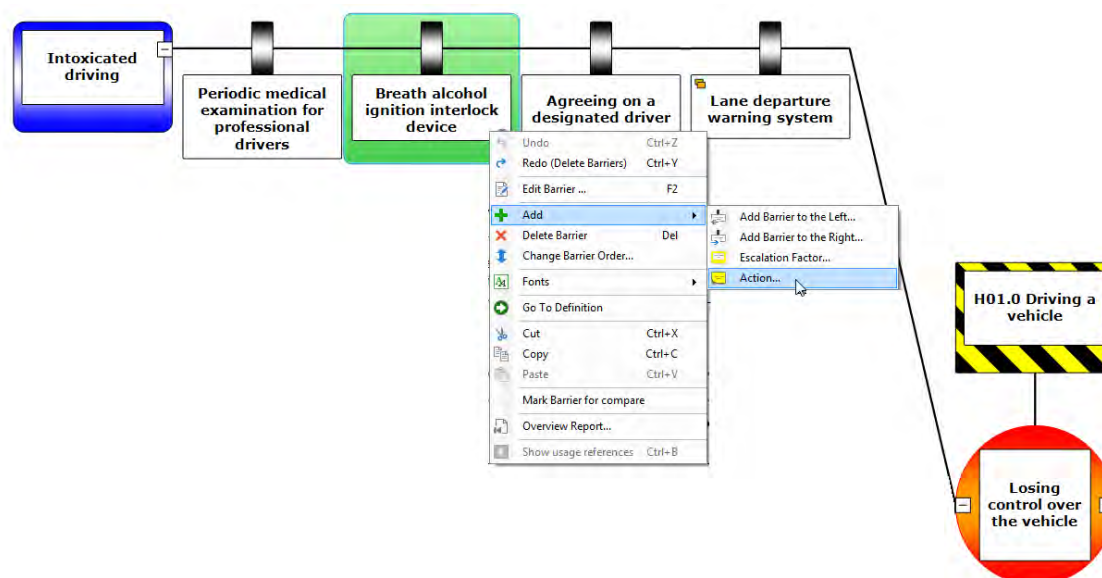 Intoxicated
driving
Periodic medical
examination for
professional
drivers
Breath alcohol
ignition interlock
device
Agreeing on a
designated driver
Lane departure
warning system
Undo Ctrl+Z
Redo (Delete Barriers) Ctrl+Y
Edit Barrier ... F2
Add
Delete Barrier Del
Change Barrier Order...
Fonts
Go To Definition
Cut Ctrl+X
Copy Ctrl+C
Paste Ctrl+V
Mark Barrier for compare
Overview Report...
Show usage references Ctrl+B
Add Barrier to the Left...
Add Barrier to the Right...
Escalation Factor...
Action...
H01.0 Driving a
vehicle
Losing
control over
the vehicle